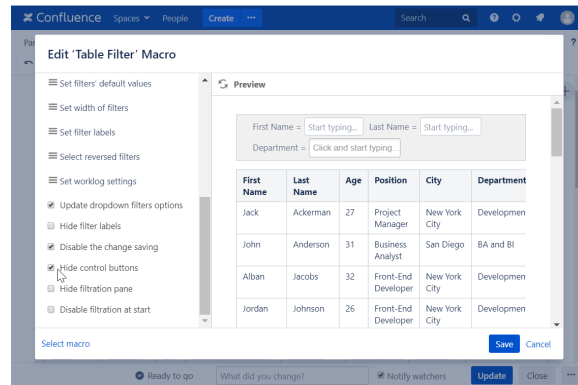 Confluence Spaces People Create ··· Search
Pa
Edit 'Table Filter' Macro
Set filters' default values
Set width of filters
Set filter labels
Select reversed filters
Set worklog settings
Update dropdown filters options
Hide filter labels
Disable the change saving
Hide control buttons
Hide filtration pane
Disable filtration at start
Select macro
Preview
First Name = Start typing... Last Name = Start typing...
Department = Click and start typing...
First Name Last Name Age Position City Department
Jack Ackerman 27 Project Manager New York City Developmen
John Anderson 31 Business Analyst San Diego BA and BI
Alban Jacobs 32 Front-End Developer New York City Developmen
Jordan Johnson 26 Front-End Developer New York City Developmen
Save Cancel
Ready to go What did you change? Notify watchers Update Close ···